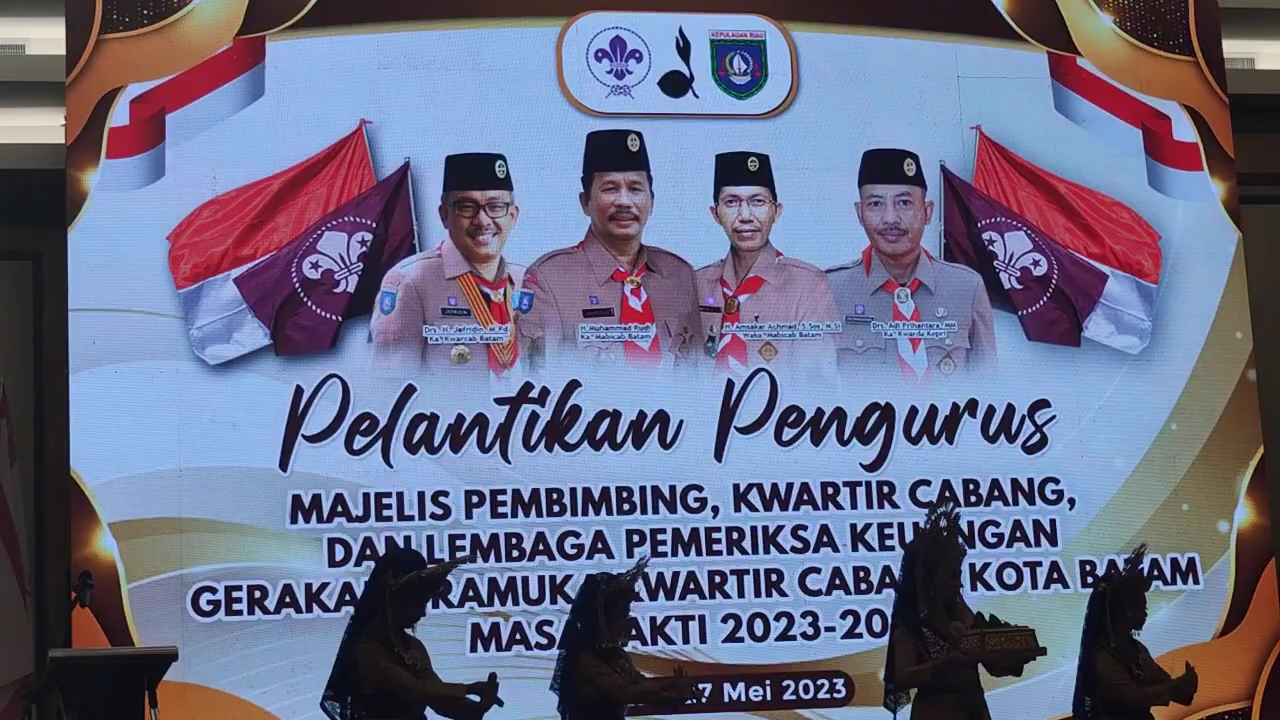 KEPULAUAN RIAU
JEFRIDIN
Drs. H. Jefridin, M.Pd
Ka. Kwarcab Batam
H. Muhammad Rudi
Ka. Mabicab Batam
H. Amsakar Achmad, S.Sos, M.Si
Waka Mabicab Batam
Drs. Adi Prihantara, MM
Ka. Kwarda Kepri
Pelantikan Pengurus
MAJELIS PEMBIMBING, KWARTIR CABANG,
DAN LEMBAGA PEMERIKSA KEUANGAN
GERAKAN PRAMUKA KWARTIR CABANG KOTA BATAM
MASA BAKTI 2023-20
27 Mei 2023